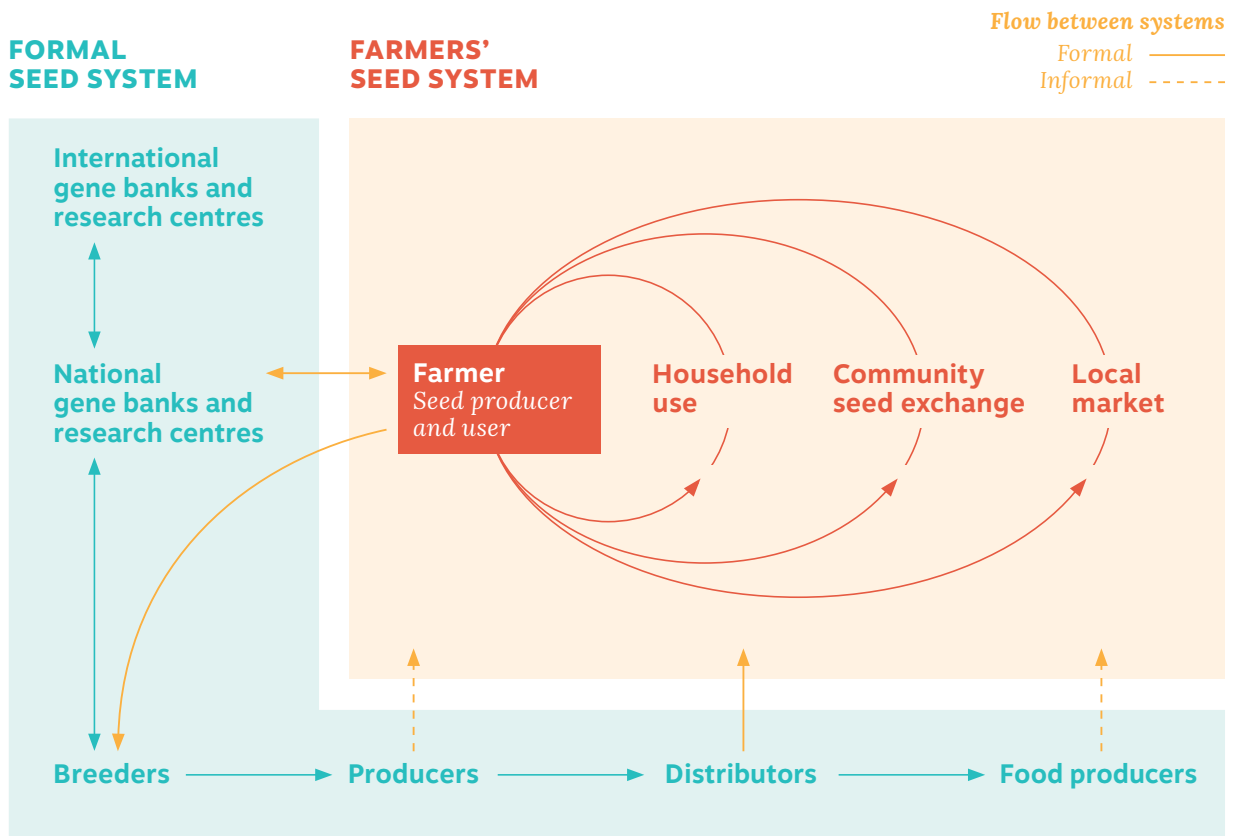 FORMAL
SEED SYSTEM
FARMERS’
SEED SYSTEM
Flow between systems
Formal
Informal
International
gene banks and
research centres
National
gene banks and
research centres
Farmer
Seed producer
and user
Household
use
Community
seed exchange
Local
market
Breeders
Producers
Distributors
Food producers